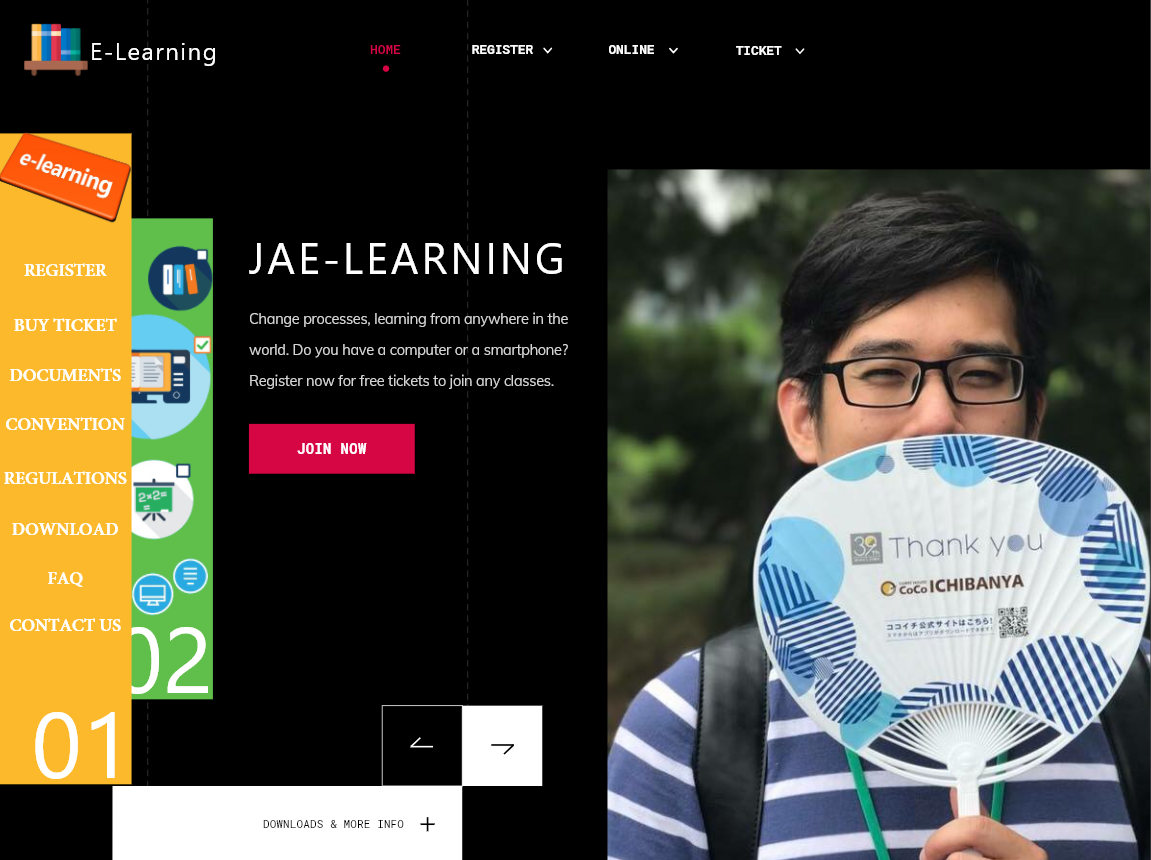 E-Learning
HOME
REGISTER
ONLINE
TICKET
e-learning
REGISTER
BUY TICKET
DOCUMENTS
CONVENTION
REGULATIONS
DOWNLOAD
FAQ
CONTACT US
01
2×2=
02
JAE-LEARNING
Change processes, learning from anywhere in the
world. Do you have a computer or a smartphone?
Register now for free tickets to join any classes.
JOIN NOW
DOWNLOADS & MORE INFO
39th
Thank you
CURRY HOUSE
CoCo ICHIBANYA
ココイチ公式サイトはこちら!